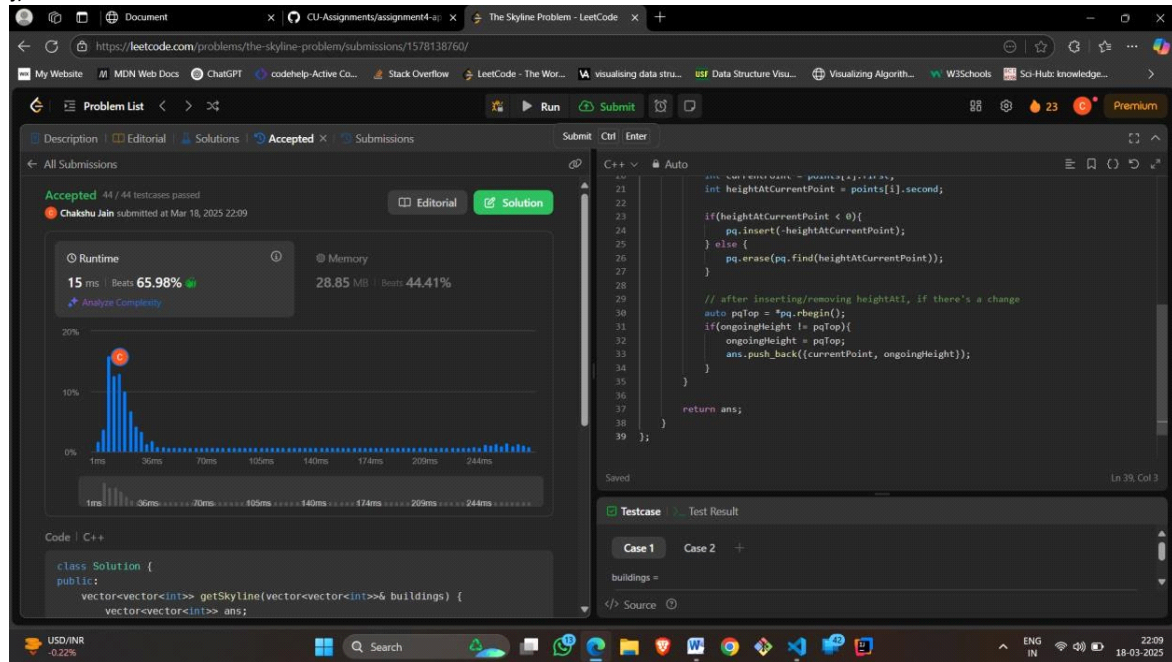 Document
CU-Assignments/assignment4-ap
The Skyline Problem - LeetCode
https://leetcode.com/problems/the-skyline-problem/submissions/1578138760/
My Website MDN Web Docs ChatGPT codehelp-Active Co... Stack Overflow LeetCode - The Wor... visualising data stru... Data Structure Visu... Visualizing Algorith... W3Schools Sci-Hub: knowledge...
Problem List Run Submit 23 C Premium
Description Editorial Solutions Accepted Submissions
Submit Ctrl Enter
All Submissions
Accepted 44 / 44 testcases passed
Chakshu Jain submitted at Mar 18, 2025 22:09
Editorial Solution
Runtime
15 ms Beats 65.98%
Analyze Complexity
Memory
28.85 MB Beats 44.41%
20%
10%
0%
1ms 36ms 70ms 105ms 140ms 174ms 209ms 244ms
C
1ms 36ms 70ms 105ms 140ms 174ms 209ms 244ms
Code C++
class Solution {
public:
vector<vector<int>> getSkyline(vector<vector<int>>& buildings) {
vector<vector<int>> ans;
C++ Auto
20 int currentPoint = points[i].first;
21 int heightAtCurrentPoint = points[i].second;
22
23 if(heightAtCurrentPoint < 0){
24 pq.insert(-heightAtCurrentPoint);
25 } else {
26 pq.erase(pq.find(heightAtCurrentPoint));
27 }
28
29 // after inserting/removing heightAtI, if there's a change
30 auto pqTop = *pq.rbegin();
31 if(ongoingHeight != pqTop){
32 ongoingHeight = pqTop;
33 ans.push_back({currentPoint, ongoingHeight});
34 }
35 }
36
37 return ans;
38 }
39 };
Saved
Ln 39, Col 3
Testcase Test Result
Case 1 Case 2 +
buildings =
</> Source
USD/INR
-0.22%
Search
42
ENG
IN
22:09
18-03-2025